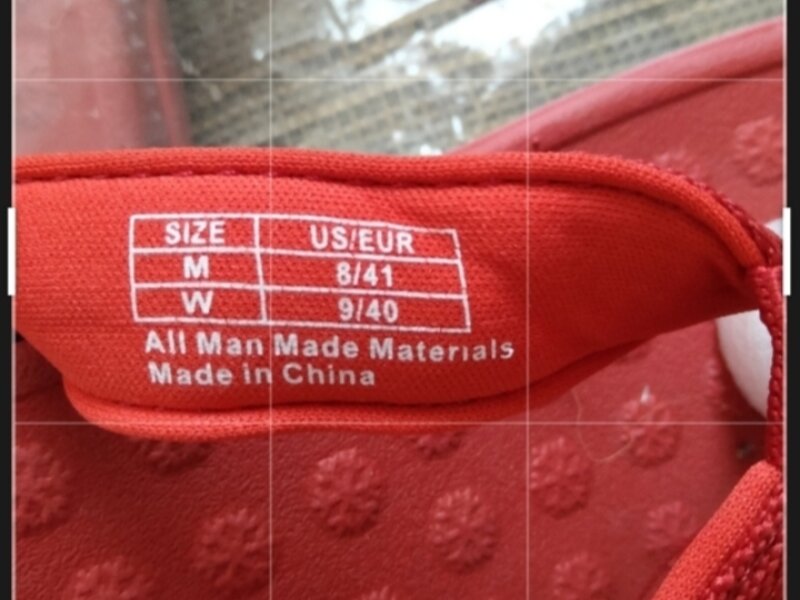 SIZE US/EUR
M 8/41
W 9/40
All Man Made Materials
Made in China